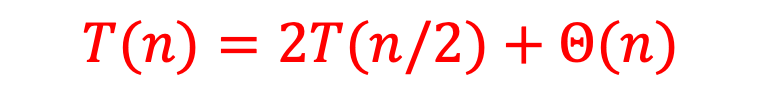 T(n) = 2T(n/2) + Θ(n)